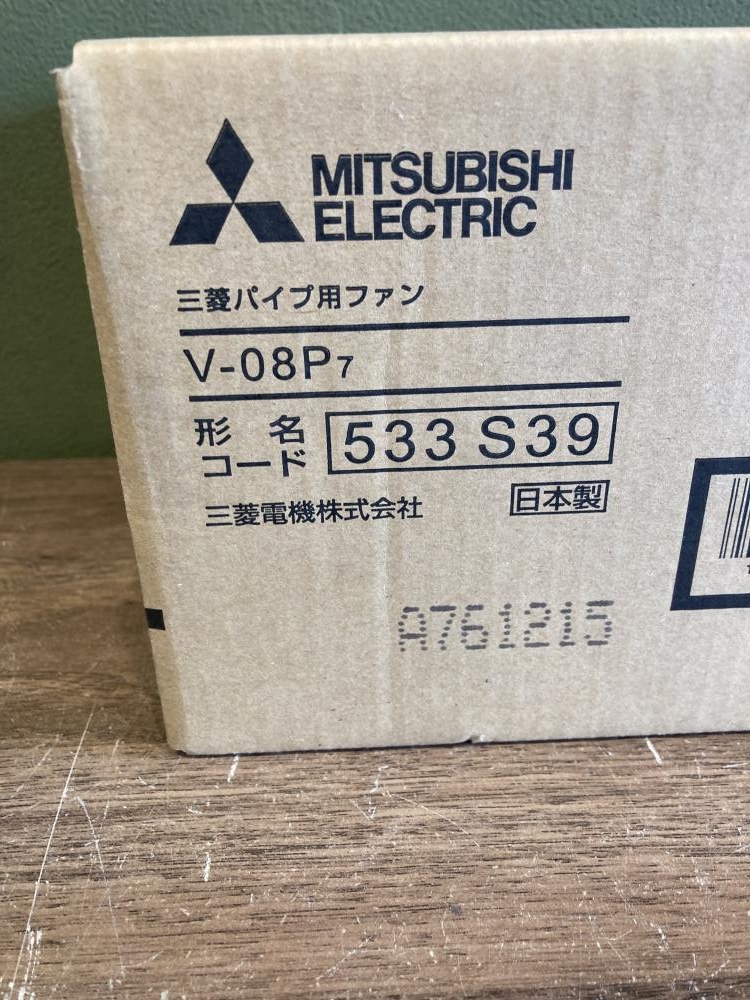 MITSUBISHI
ELECTRIC
三菱パイプ用ファン
V-08P7
形名
コード
533 S39
三菱電機株式会社
日本製
A761215